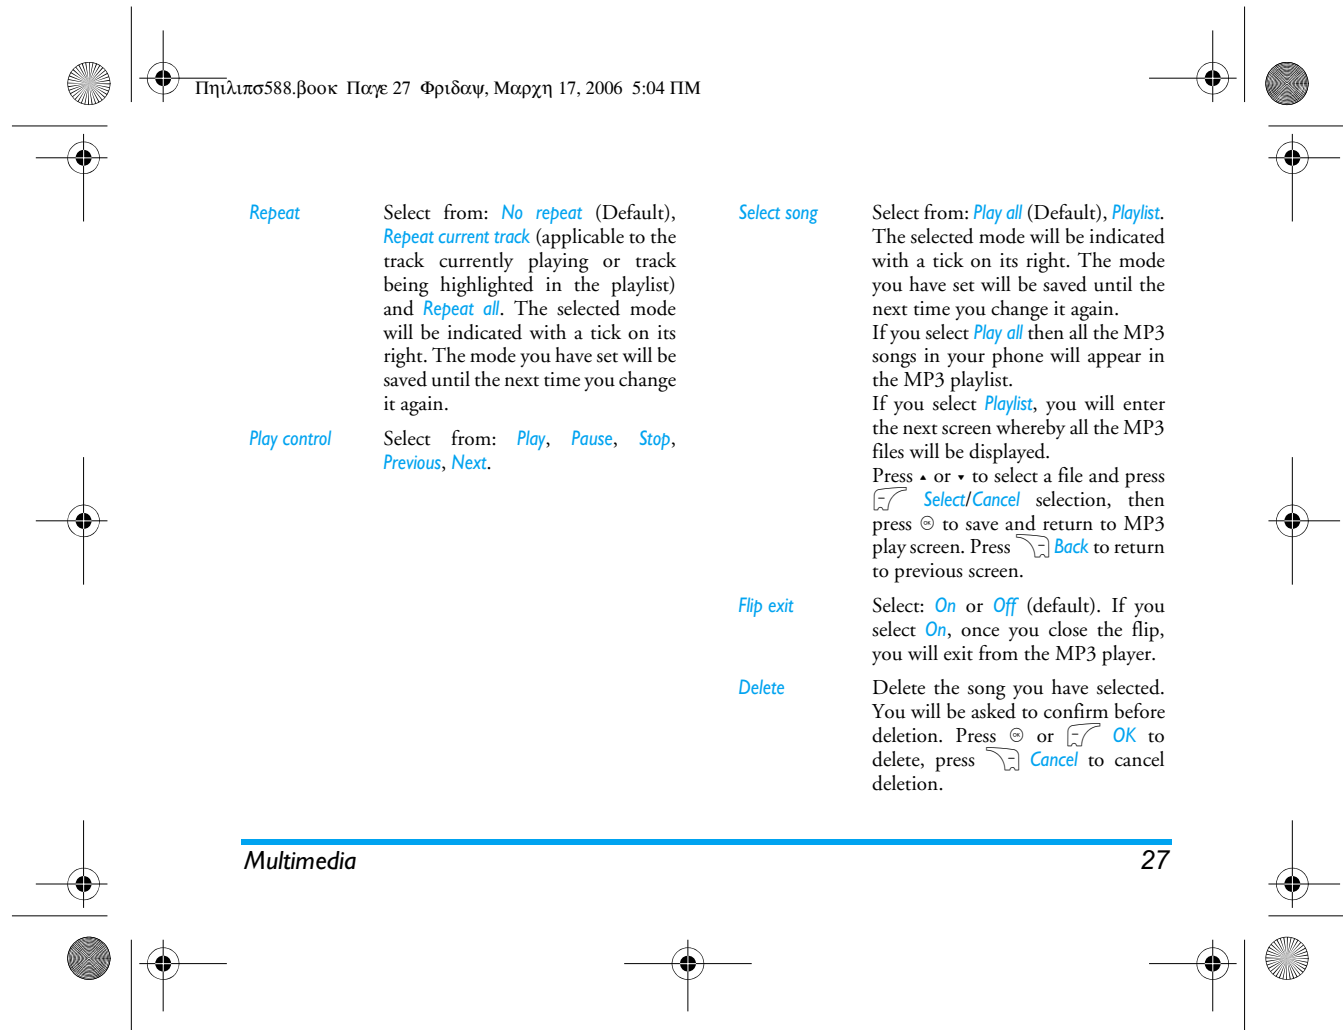 Πηιλιπσ588.βοοκ Παγε 27 Φριδαψ, Μαρχη 17, 2006 5:04 ΠΜ
Repeat
Select from: No repeat (Default),
Repeat current track (applicable to the
track currently playing or track
being highlighted in the playlist)
and Repeat all. The selected mode
will be indicated with a tick on its
right. The mode you have set will be
saved until the next time you change
it again.
Play control
Select from: Play, Pause, Stop,
Previous, Next.
Select song
Select from: Play all (Default), Playlist.
The selected mode will be indicated
with a tick on its right. The mode
you have set will be saved until the
next time you change it again.
If you select Play all then all the MP3
songs in your phone will appear in
the MP3 playlist.
If you select Playlist, you will enter
the next screen whereby all the MP3
files will be displayed.
Press ▲ or ▼ to select a file and press
Select/Cancel selection, then
press OK to save and return to MP3
play screen. Press Back to return
to previous screen.
Flip exit
Select: On or Off (default). If you
select On, once you close the flip,
you will exit from the MP3 player.
Delete
Delete the song you have selected.
You will be asked to confirm before
deletion. Press OK or OK to
delete, press Cancel to cancel
deletion.
Multimedia
27